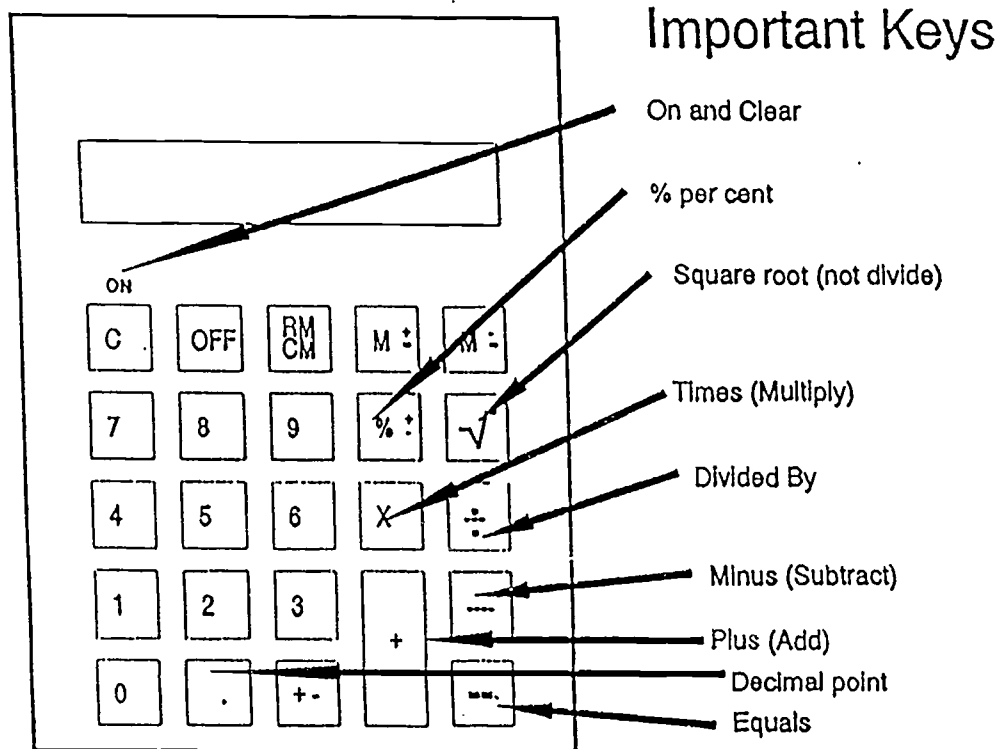 Important Keys
On and Clear
% per cent
Square root (not divide)
Times (Multiply)
Divided By
Minus (Subtract)
Plus (Add)
Decimal point
Equals
ON
C OFF RM CM M ± M -
7 8 9 % ± √
4 5 6 X ÷
1 2 3 + -
0 . +- =